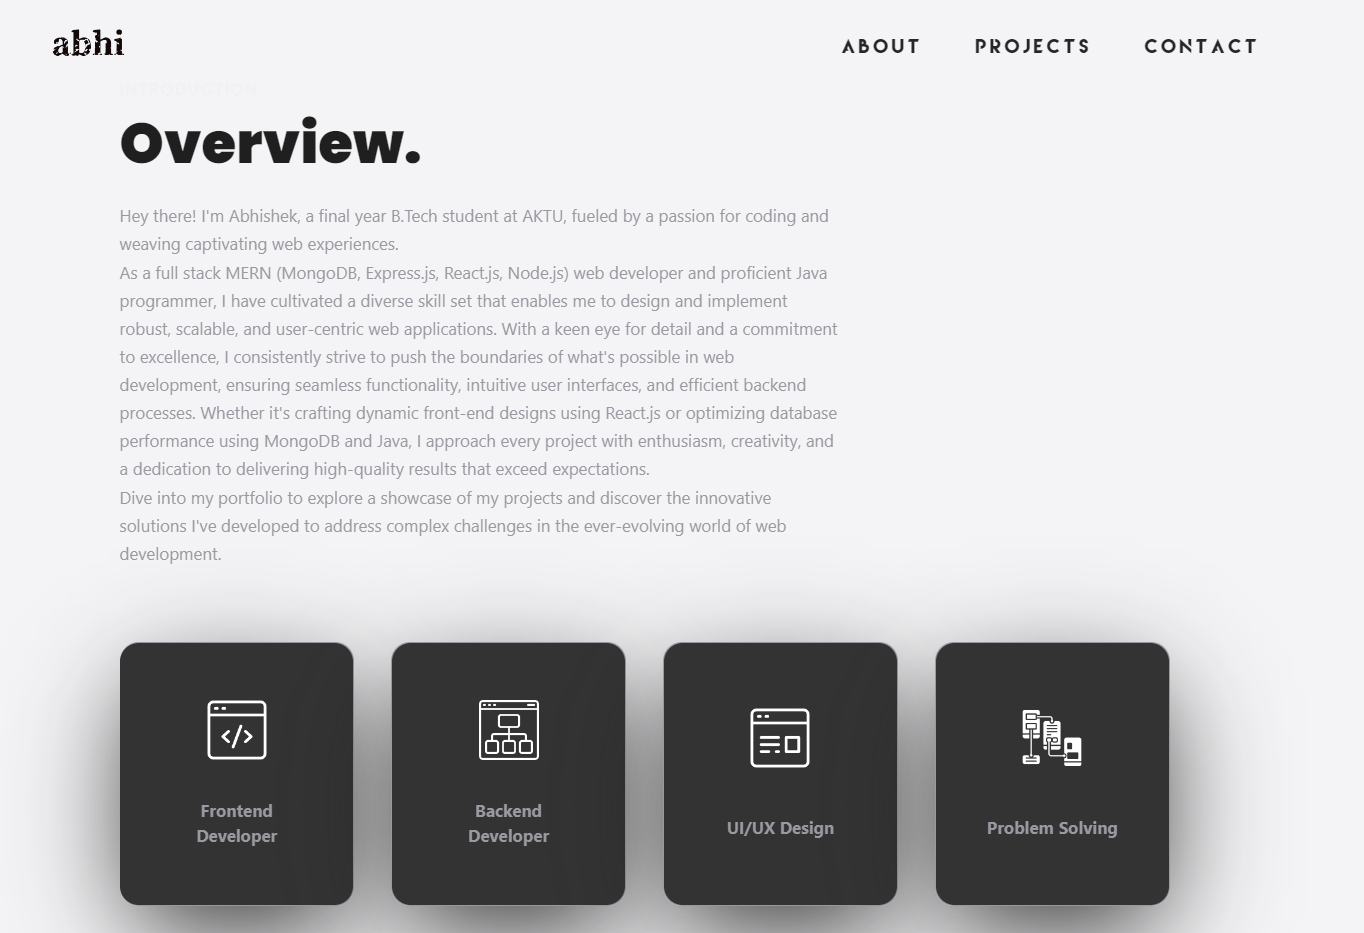 abhi
ABOUT PROJECTS CONTACT
INTRODUCTION
Overview.
Hey there! I'm Abhishek, a final year B.Tech student at AKTU, fueled by a passion for coding and
weaving captivating web experiences.
As a full stack MERN (MongoDB, Express.js, React.js, Node.js) web developer and proficient Java
programmer, I have cultivated a diverse skill set that enables me to design and implement
robust, scalable, and user-centric web applications. With a keen eye for detail and a commitment
to excellence, I consistently strive to push the boundaries of what's possible in web
development, ensuring seamless functionality, intuitive user interfaces, and efficient backend
processes. Whether it's crafting dynamic front-end designs using React.js or optimizing database
performance using MongoDB and Java, I approach every project with enthusiasm, creativity, and
a dedication to delivering high-quality results that exceed expectations.
Dive into my portfolio to explore a showcase of my projects and discover the innovative
solutions I've developed to address complex challenges in the ever-evolving world of web
development.
Frontend
Developer
Backend
Developer
UI/UX Design
Problem Solving